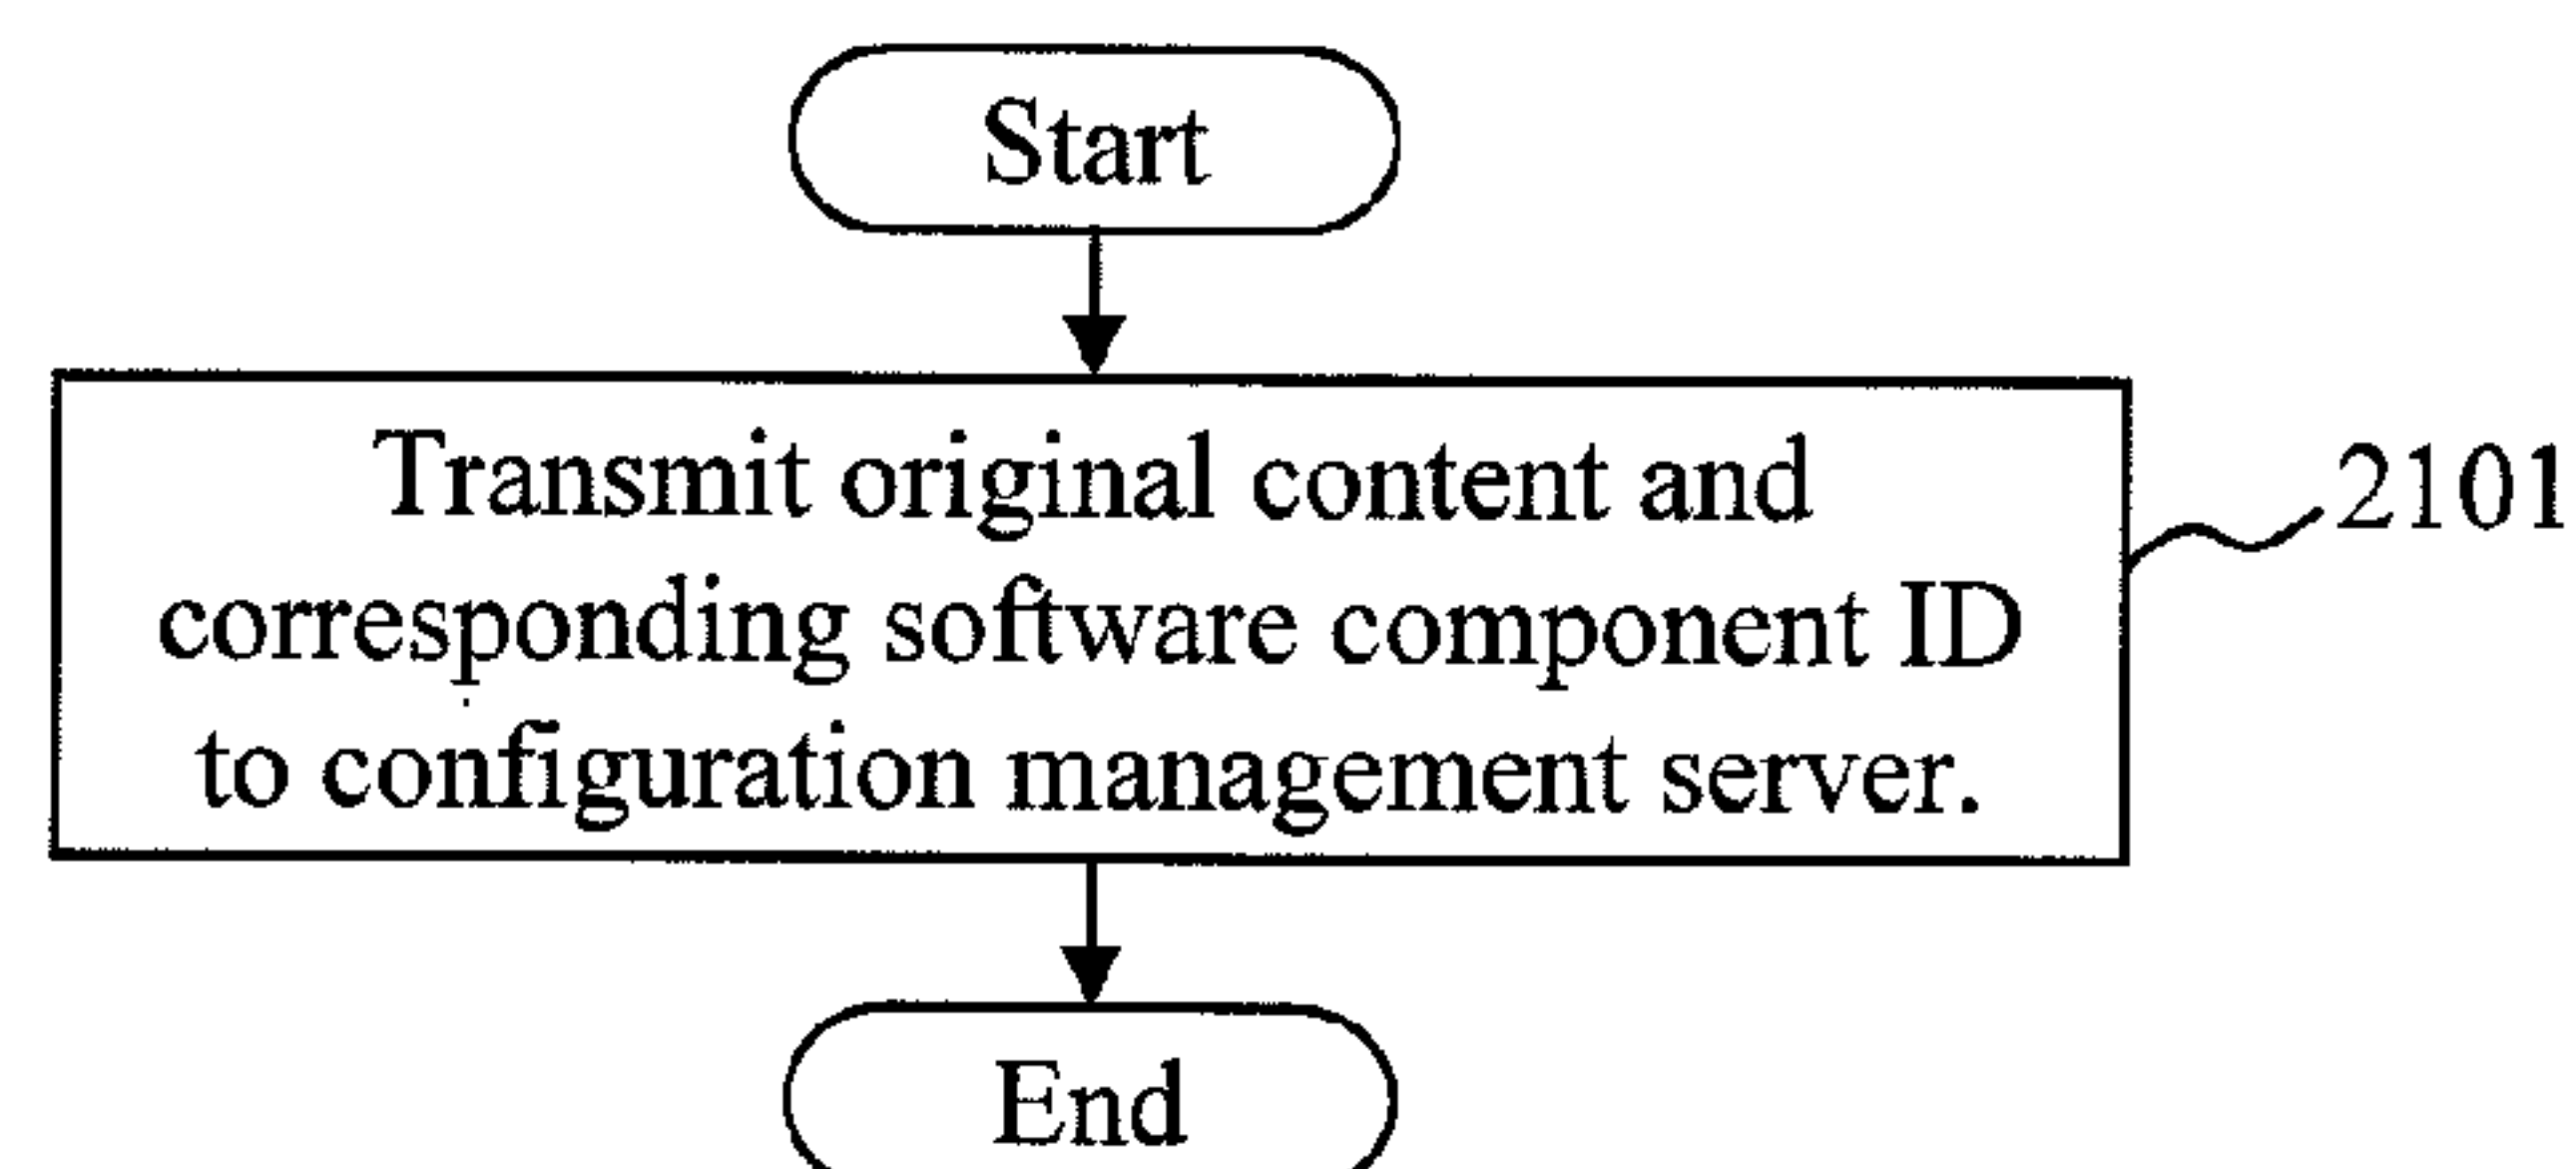 Start
Transmit original content and
corresponding software component ID
to configuration management server.
2101
End